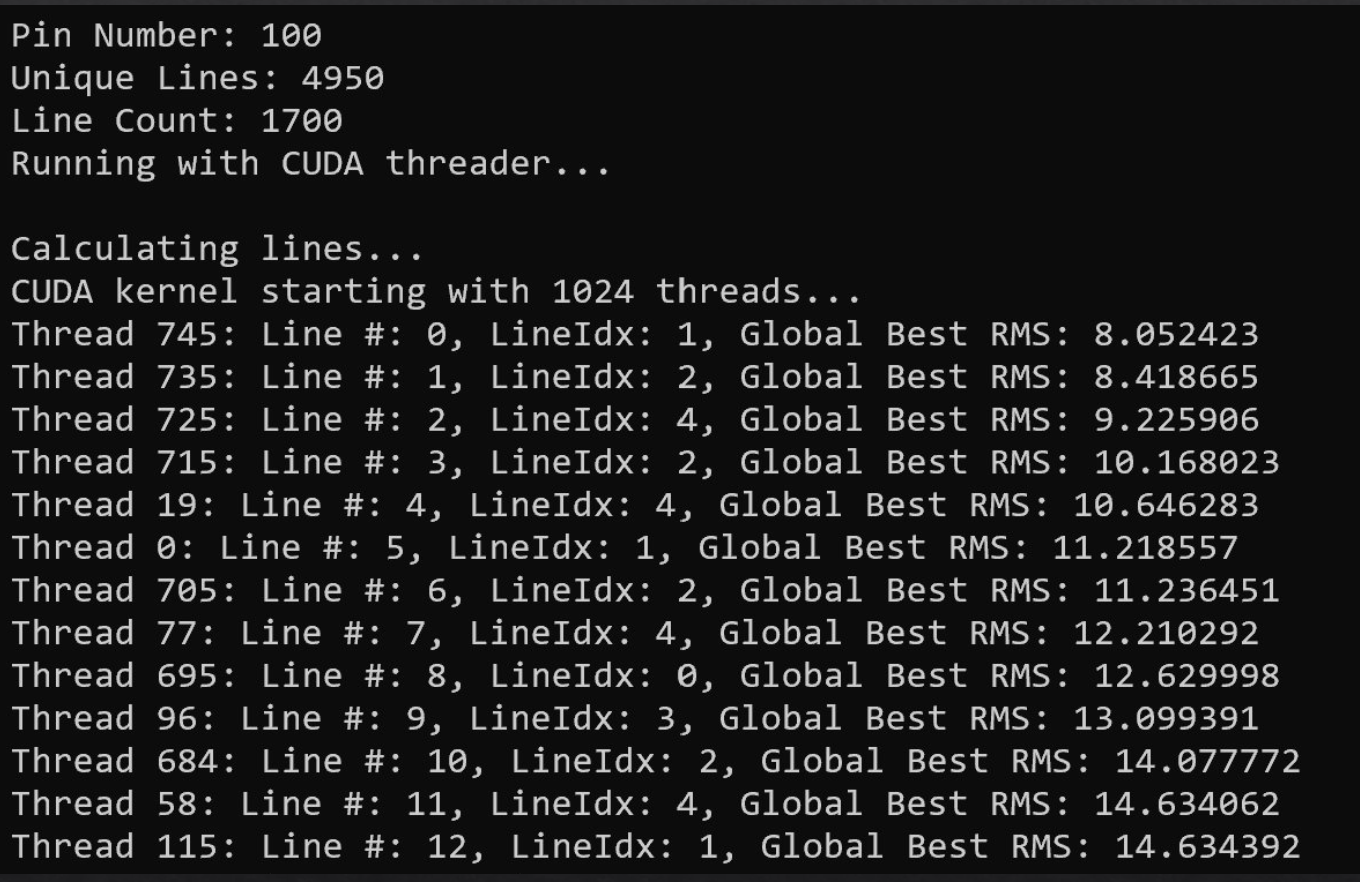 Pin Number: 100
Unique Lines: 4950
Line Count: 1700
Running with CUDA threader...
Calculating lines...
CUDA kernel starting with 1024 threads...
Thread 745: Line #: 0, LineIdx: 1, Global Best RMS: 8.052423
Thread 735: Line #: 1, LineIdx: 2, Global Best RMS: 8.418665
Thread 725: Line #: 2, LineIdx: 4, Global Best RMS: 9.225906
Thread 715: Line #: 3, LineIdx: 2, Global Best RMS: 10.168023
Thread 19: Line #: 4, LineIdx: 4, Global Best RMS: 10.646283
Thread 0: Line #: 5, LineIdx: 1, Global Best RMS: 11.218557
Thread 705: Line #: 6, LineIdx: 2, Global Best RMS: 11.236451
Thread 77: Line #: 7, LineIdx: 4, Global Best RMS: 12.210292
Thread 695: Line #: 8, LineIdx: 0, Global Best RMS: 12.629998
Thread 96: Line #: 9, LineIdx: 3, Global Best RMS: 13.099391
Thread 684: Line #: 10, LineIdx: 2, Global Best RMS: 14.077772
Thread 58: Line #: 11, LineIdx: 4, Global Best RMS: 14.634062
Thread 115: Line #: 12, LineIdx: 1, Global Best RMS: 14.634392